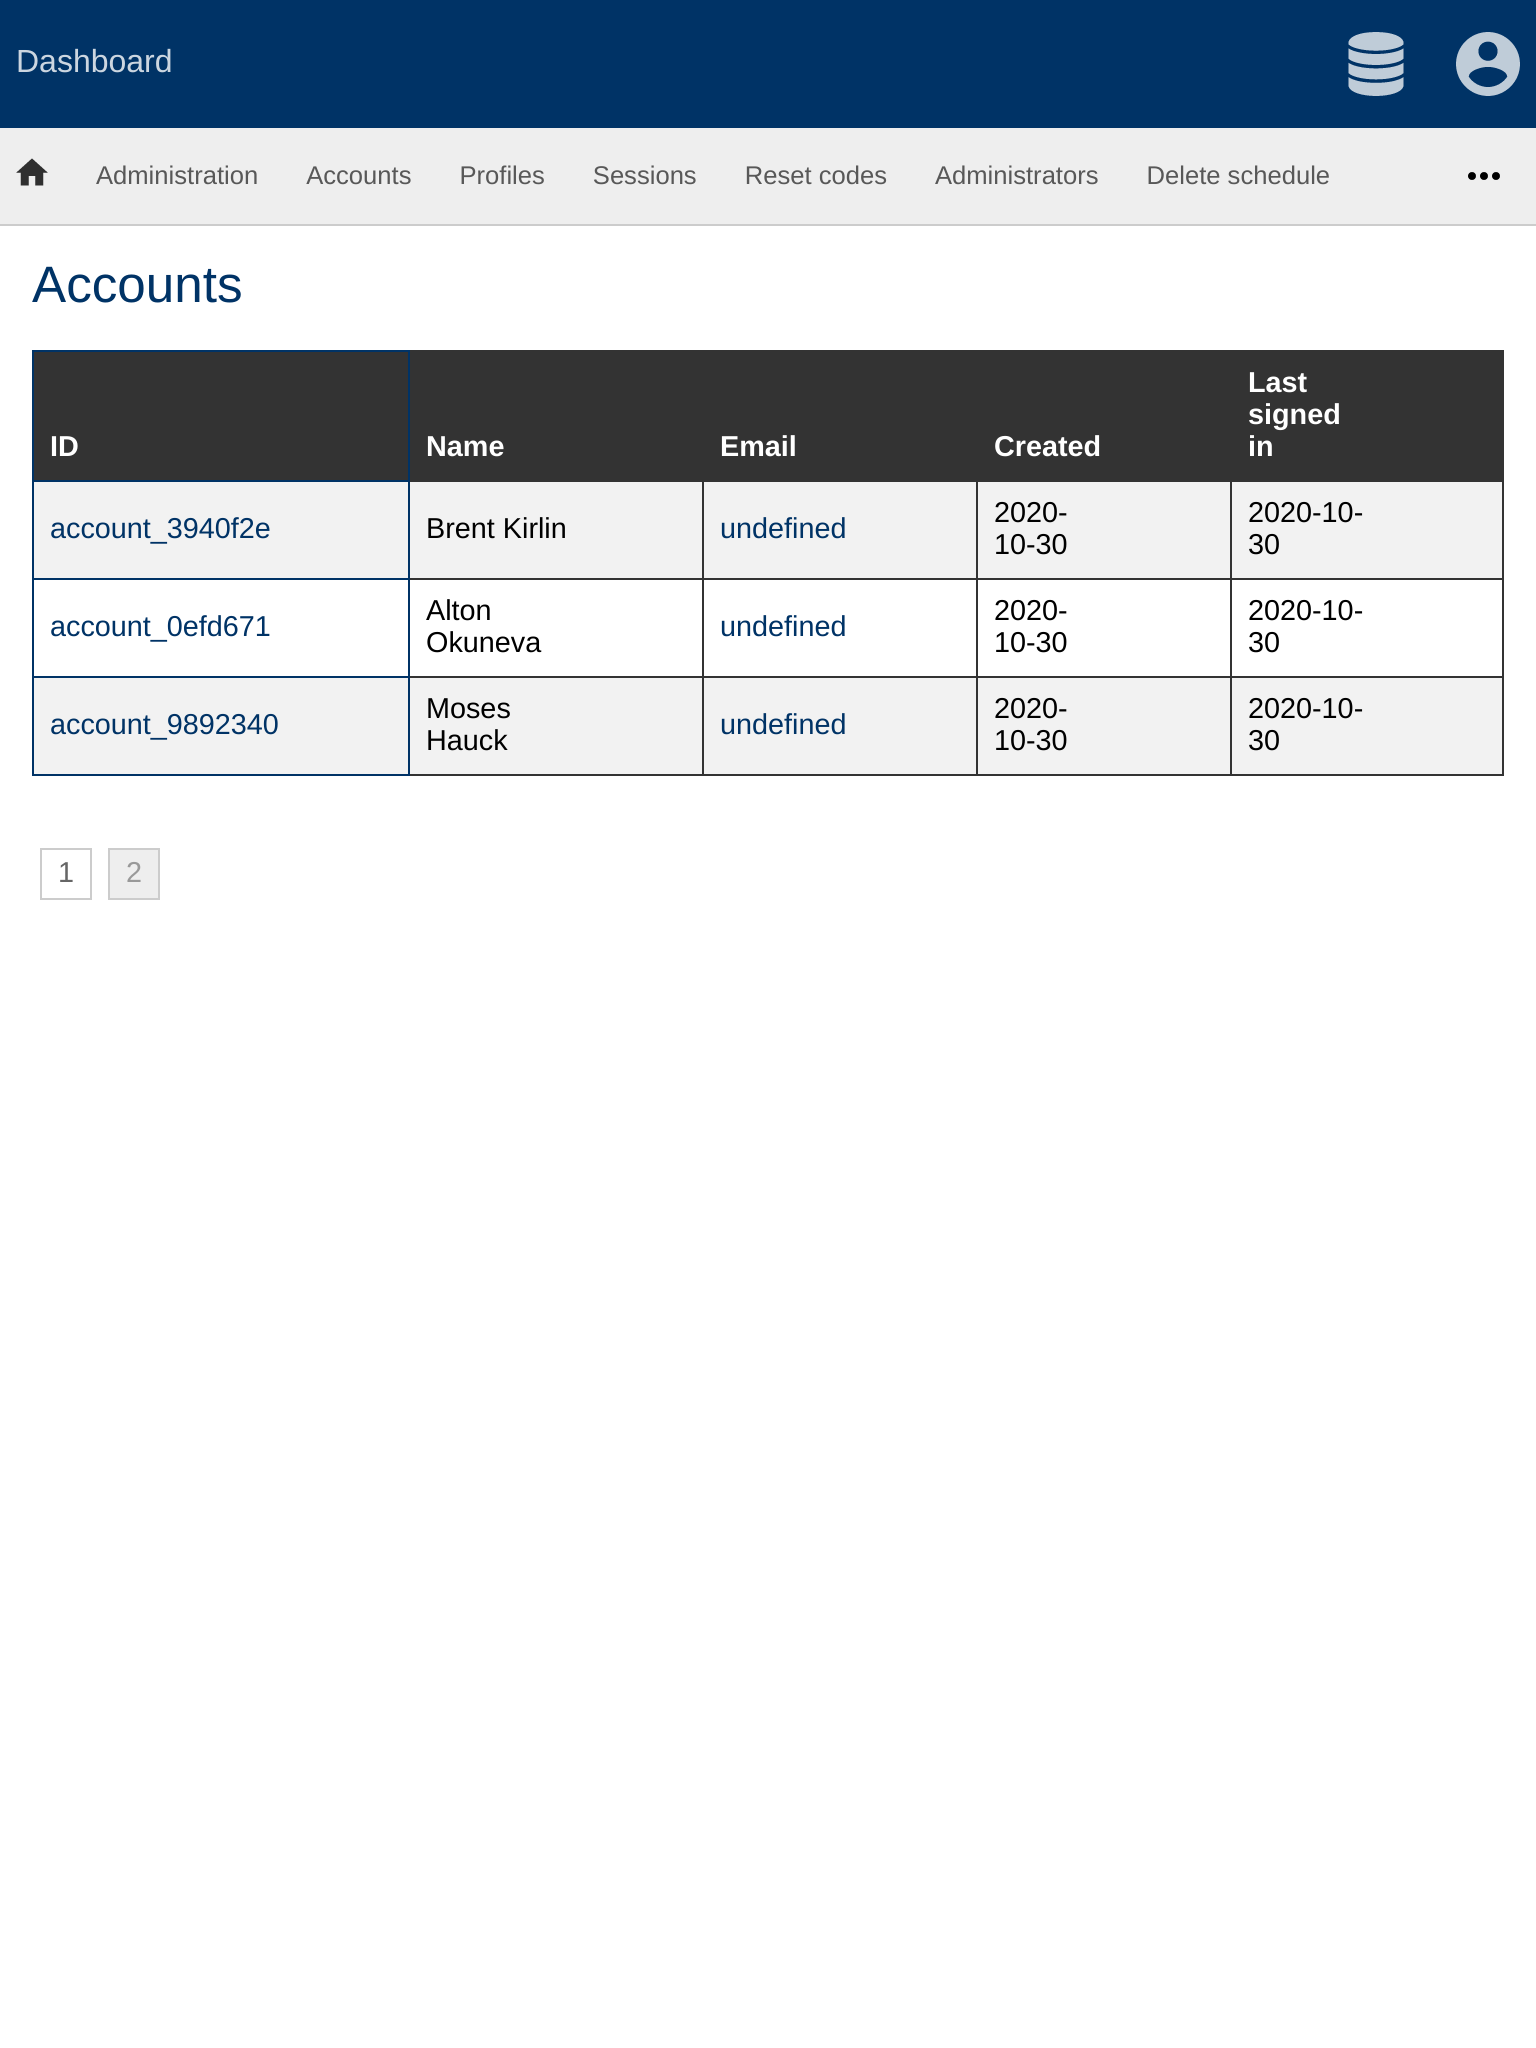 Dashboard
Administration Accounts Profiles Sessions Reset codes Administrators Delete schedule
Accounts
ID Name Email Created Last signed in
account_3940f2e Brent Kirlin undefined 2020-10-30 2020-10-30
account_0efd671 Alton Okuneva undefined 2020-10-30 2020-10-30
account_9892340 Moses Hauck undefined 2020-10-30 2020-10-30
1 2